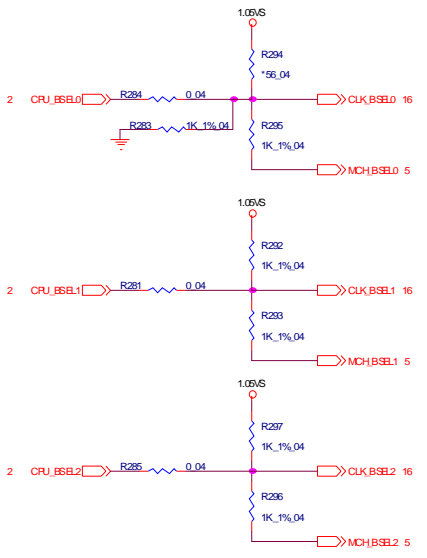 1.05VS
R294
*56_04
2 CPU_BSEL0 R284 0_04 CLK_BSEL0 16
R283 1K_1%_04
R295
1K_1%_04
MCH_BSEL0 5
1.05VS
R292
1K_1%_04
2 CPU_BSEL1 R281 0_04 CLK_BSEL1 16
R293
1K_1%_04
MCH_BSEL1 5
1.05VS
R297
1K_1%_04
2 CPU_BSEL2 R285 0_04 CLK_BSEL2 16
R296
1K_1%_04
MCH_BSEL2 5